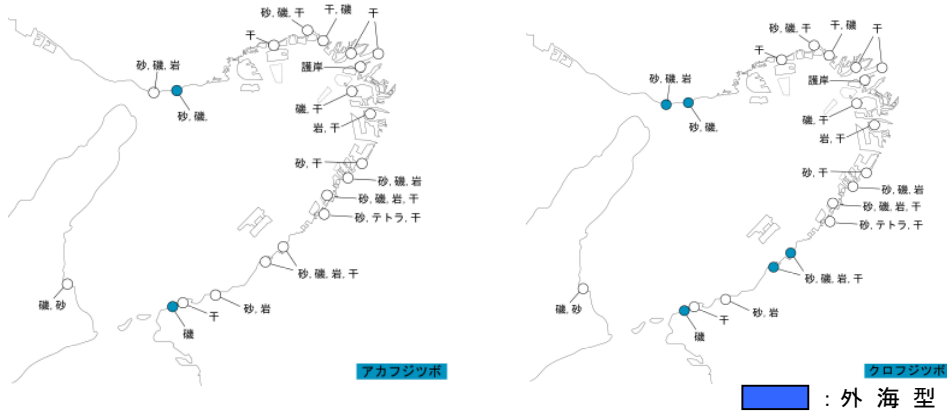 砂, 磯, 干
干, 磯
干
干
砂, 磯, 岩
護岸
砂, 磯,
磯, 干
岩, 干
砂, 干
砂, 磯, 岩
砂, 磯, 岩, 干
砂, テトラ, 干
砂, 磯, 岩, 干
磯, 砂
砂, 岩
干
磯
アカフジツボ
砂, 磯, 干
干, 磯
干
干
砂, 磯, 岩
護岸
砂, 磯,
磯, 干
岩, 干
砂, 干
砂, 磯, 岩
砂, 磯, 岩, 干
砂, テトラ, 干
砂, 磯, 岩, 干
磯, 砂
砂, 岩
干
磯
クロフジツボ
：外 海 型